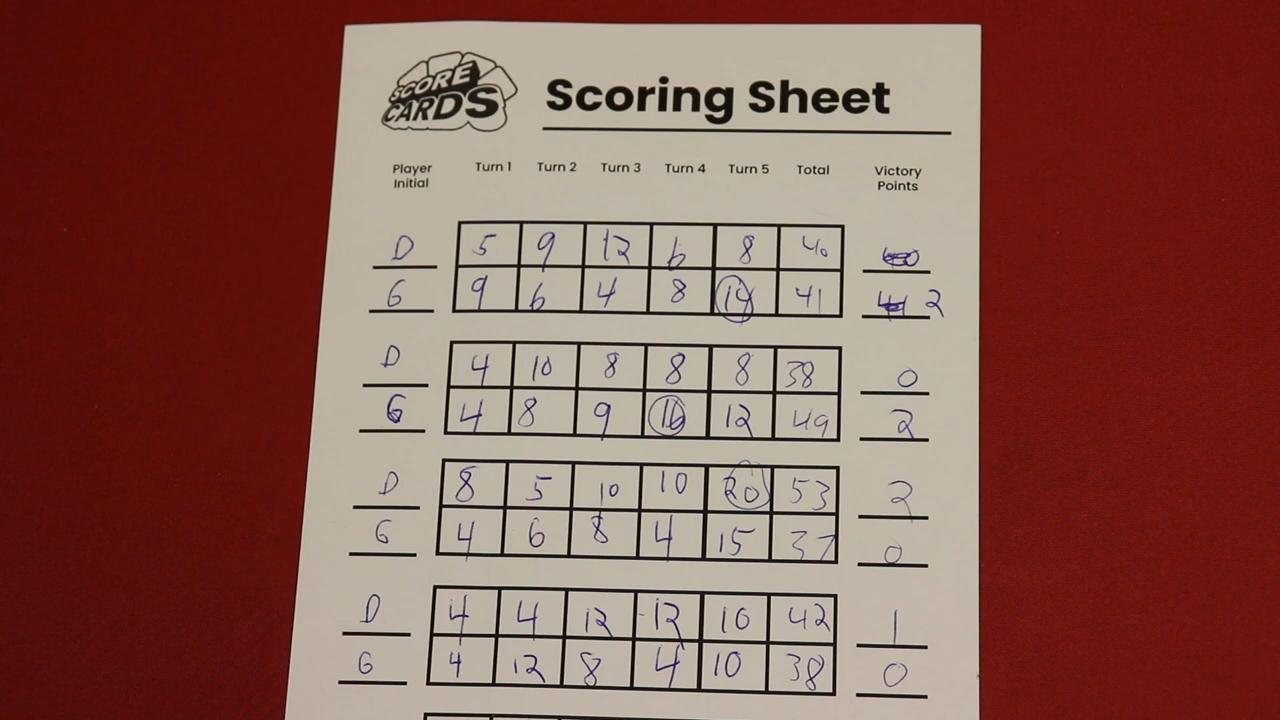 SCORE CARDS
Scoring Sheet
Player Initial Turn 1 Turn 2 Turn 3 Turn 4 Turn 5 Total Victory Points
D 5 9 12 6 8 40
G 9 6 4 8 14 41 2
D 4 10 8 8 8 38 0
G 4 8 9 16 12 49 2
D 8 5 10 10 20 53 2
G 4 6 8 4 15 37 0
D 4 4 12 12 10 42 1
G 4 12 8 4 10 38 0